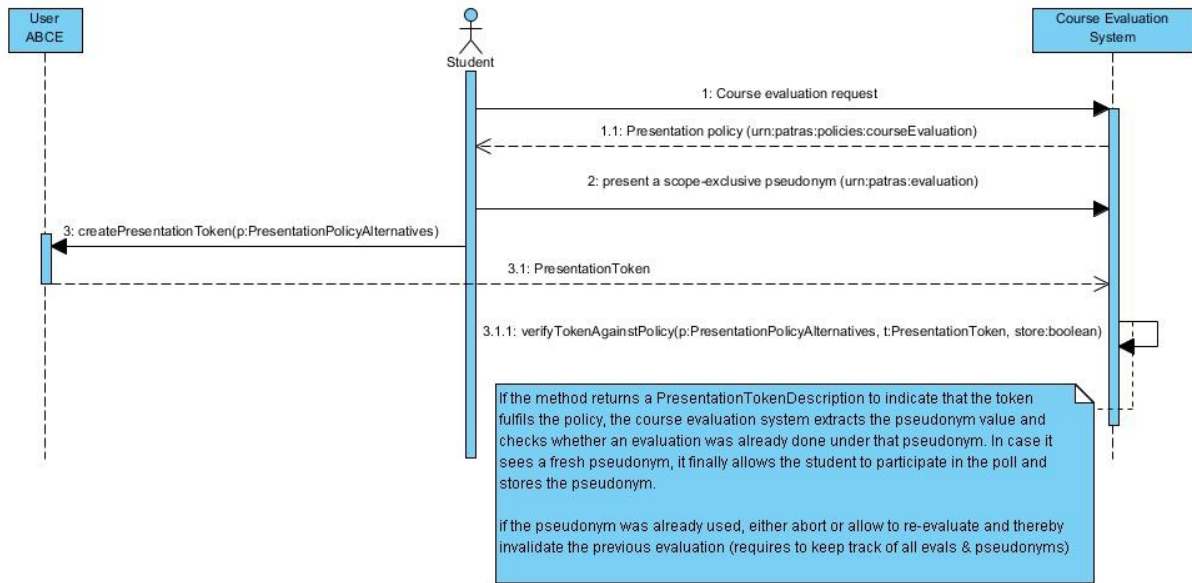 User
ABCE
Student
Course Evaluation
System
1: Course evaluation request
1.1: Presentation policy (urn:patras:policies:courseEvaluation)
2: present a scope-exclusive pseudonym (urn:patras:evaluation)
3: createPresentationToken(p:PresentationPolicyAlternatives)
3.1: PresentationToken
3.1.1: verifyTokenAgainstPolicy(p:PresentationPolicyAlternatives, t:PresentationToken, store:boolean)
If the method returns a PresentationTokenDescription to indicate that the token
fulfils the policy, the course evaluation system extracts the pseudonym value and
checks whether an evaluation was already done under that pseudonym. In case it
sees a fresh pseudonym, it finally allows the student to participate in the poll and
stores the pseudonym.
if the pseudonym was already used, either abort or allow to re-evaluate and thereby
invalidate the previous evaluation (requires to keep track of all evals & pseudonyms)